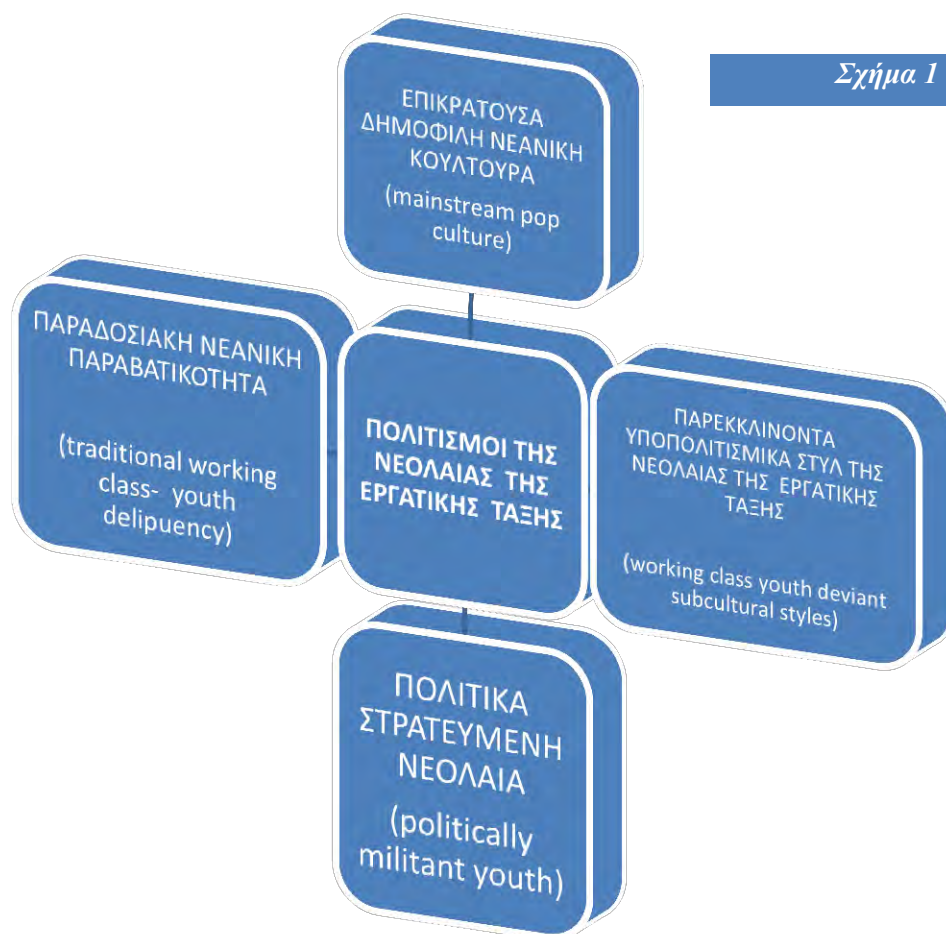 Σχήμα 1
ΕΠΙΚΡΑΤΟΥΣΑ
ΔΗΜΟΦΙΛΗ ΝΕΑΝΙΚΗ
ΚΟΥΛΤΟΥΡΑ
(mainstream pop
culture)
ΠΑΡΑΔΟΣΙΑΚΗ ΝΕΑΝΙΚΗ
ΠΑΡΑΒΑΤΙΚΟΤΗΤΑ
(traditional working
class- youth
delipuency)
ΠΟΛΙΤΙΣΜΟΙ ΤΗΣ
ΝΕΟΛΑΙΑΣ ΤΗΣ
ΕΡΓΑΤΙΚΗΣ ΤΑΞΗΣ
ΠΑΡΕΚΚΛΙΝΟΝΤΑ
ΥΠΟΠΟΛΙΤΙΣΜΙΚΑ ΣΤΥΛ ΤΗΣ
ΝΕΟΛΑΙΑΣ ΤΗΣ ΕΡΓΑΤΙΚΗΣ
ΤΑΞΗΣ
(working class youth deviant
subcultural styles)
ΠΟΛΙΤΙΚΑ
ΣΤΡΑΤΕΥΜΕΝΗ
ΝΕΟΛΑΙΑ
(politically
militant youth)